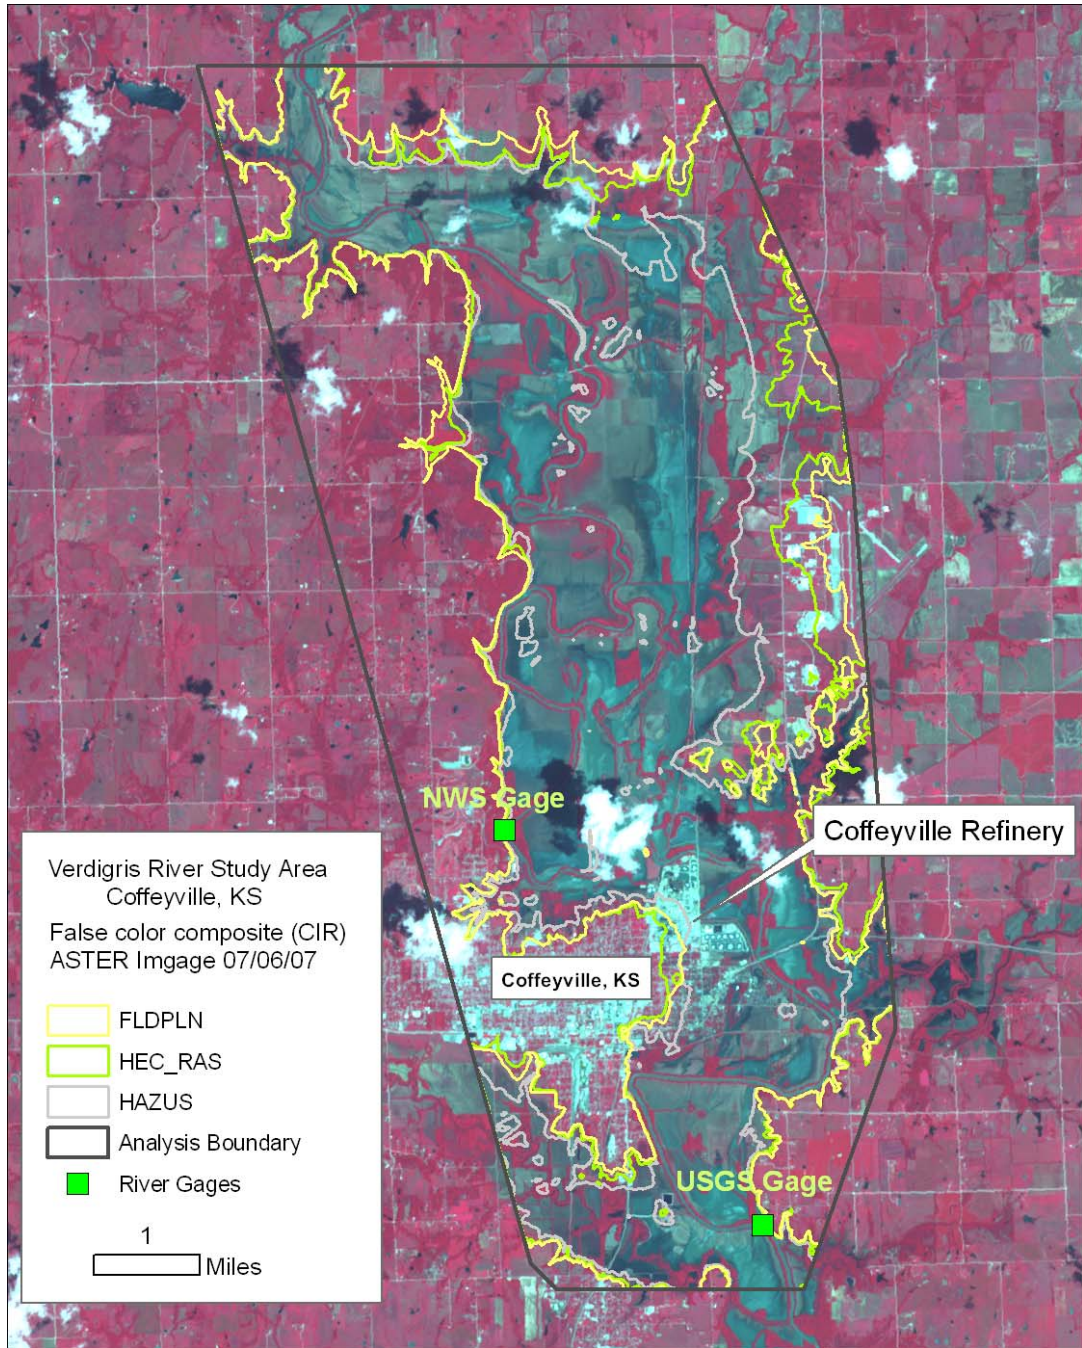 NWS Gage
Coffeyville Refinery
Verdigris River Study Area
Coffeyville, KS
False color composite (CIR)
ASTER Imgage 07/06/07
Coffeyville, KS
FLDPLN
HEC_RAS
HAZUS
Analysis Boundary
River Gages
USGS Gage
1
Miles